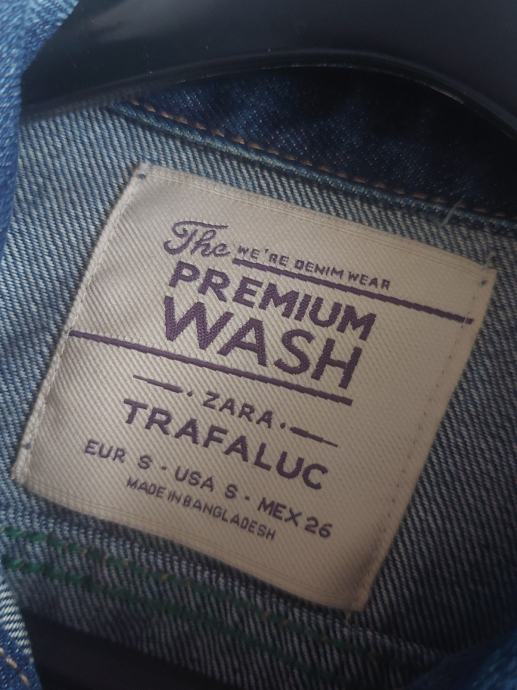 The WE'RE DENIM WEAR
PREMIUM
WASH
· ZARA ·
TRAFALUC
EUR S · USA S · MEX 26
MADE IN BANGLADESH